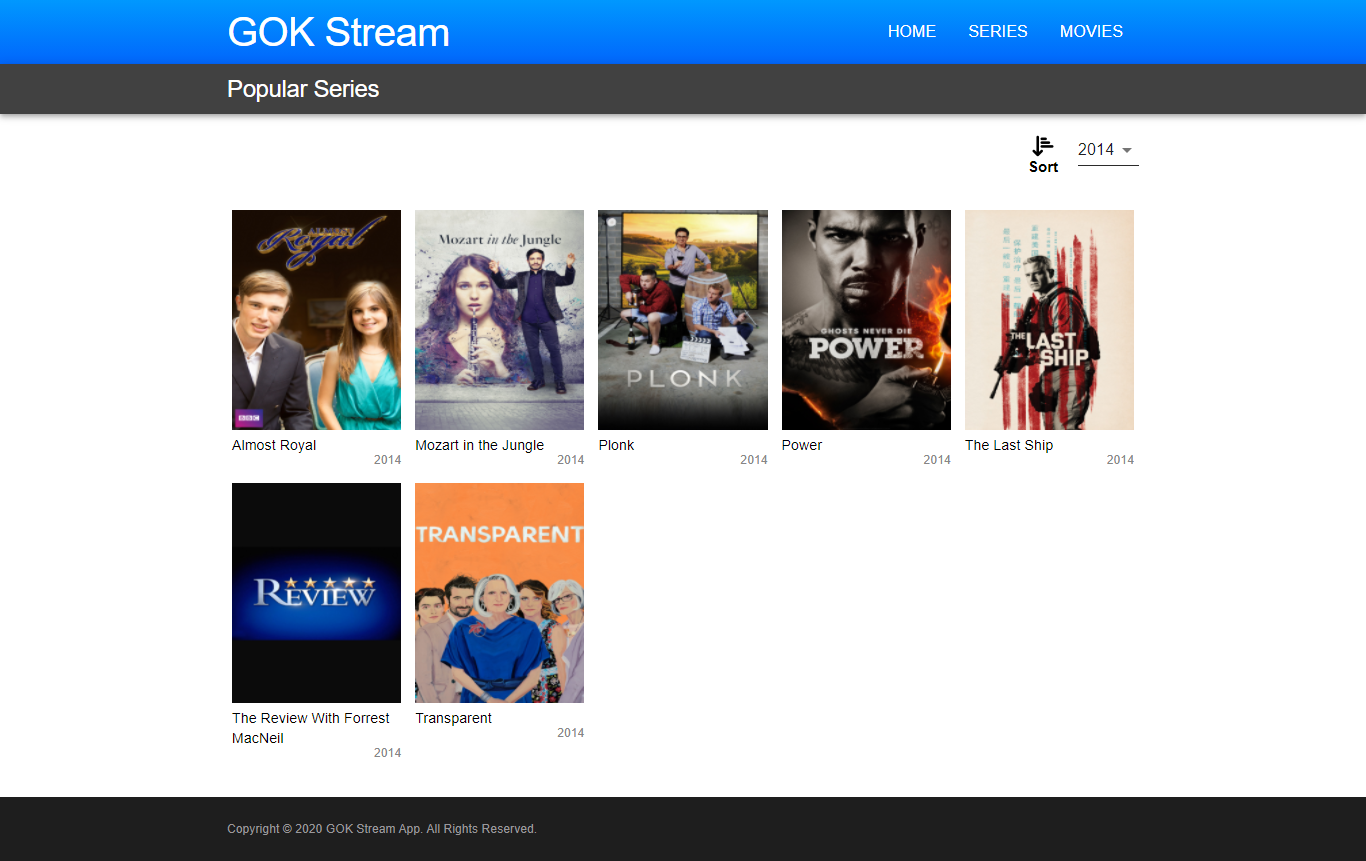 GOK Stream
HOME SERIES MOVIES
Popular Series
Sort
2014
ALMOST
Royal
BBC
Mozart in the Jungle
PLONK
GHOSTS NEVER DIE
POWER
THE
LAST
SHIP
Almost Royal
2014
Mozart in the Jungle
2014
Plonk
2014
Power
2014
The Last Ship
2014
REVIEW
TRANSPARENT
The Review With Forrest
MacNeil
2014
Transparent
2014
Copyright © 2020 GOK Stream App. All Rights Reserved.